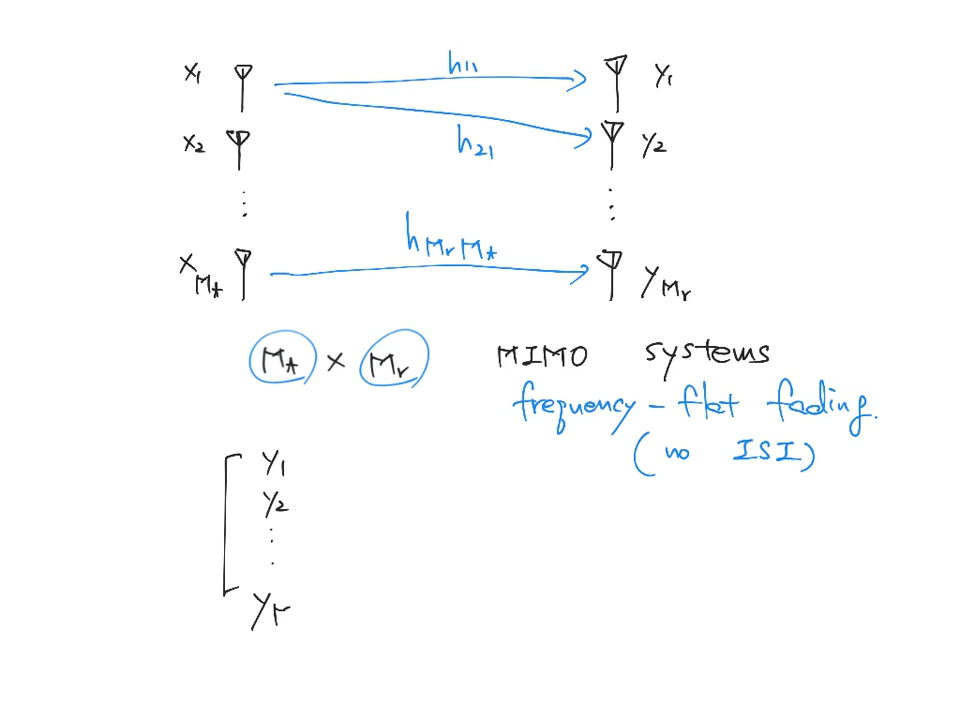 x1 h11 y1
x2 h21 y2
⋮ ⋮
xMt hMrMt yMr
Mt × Mr MIMO systems
frequency-flat fading.
(no ISI)
y1
y2
⋮
yM